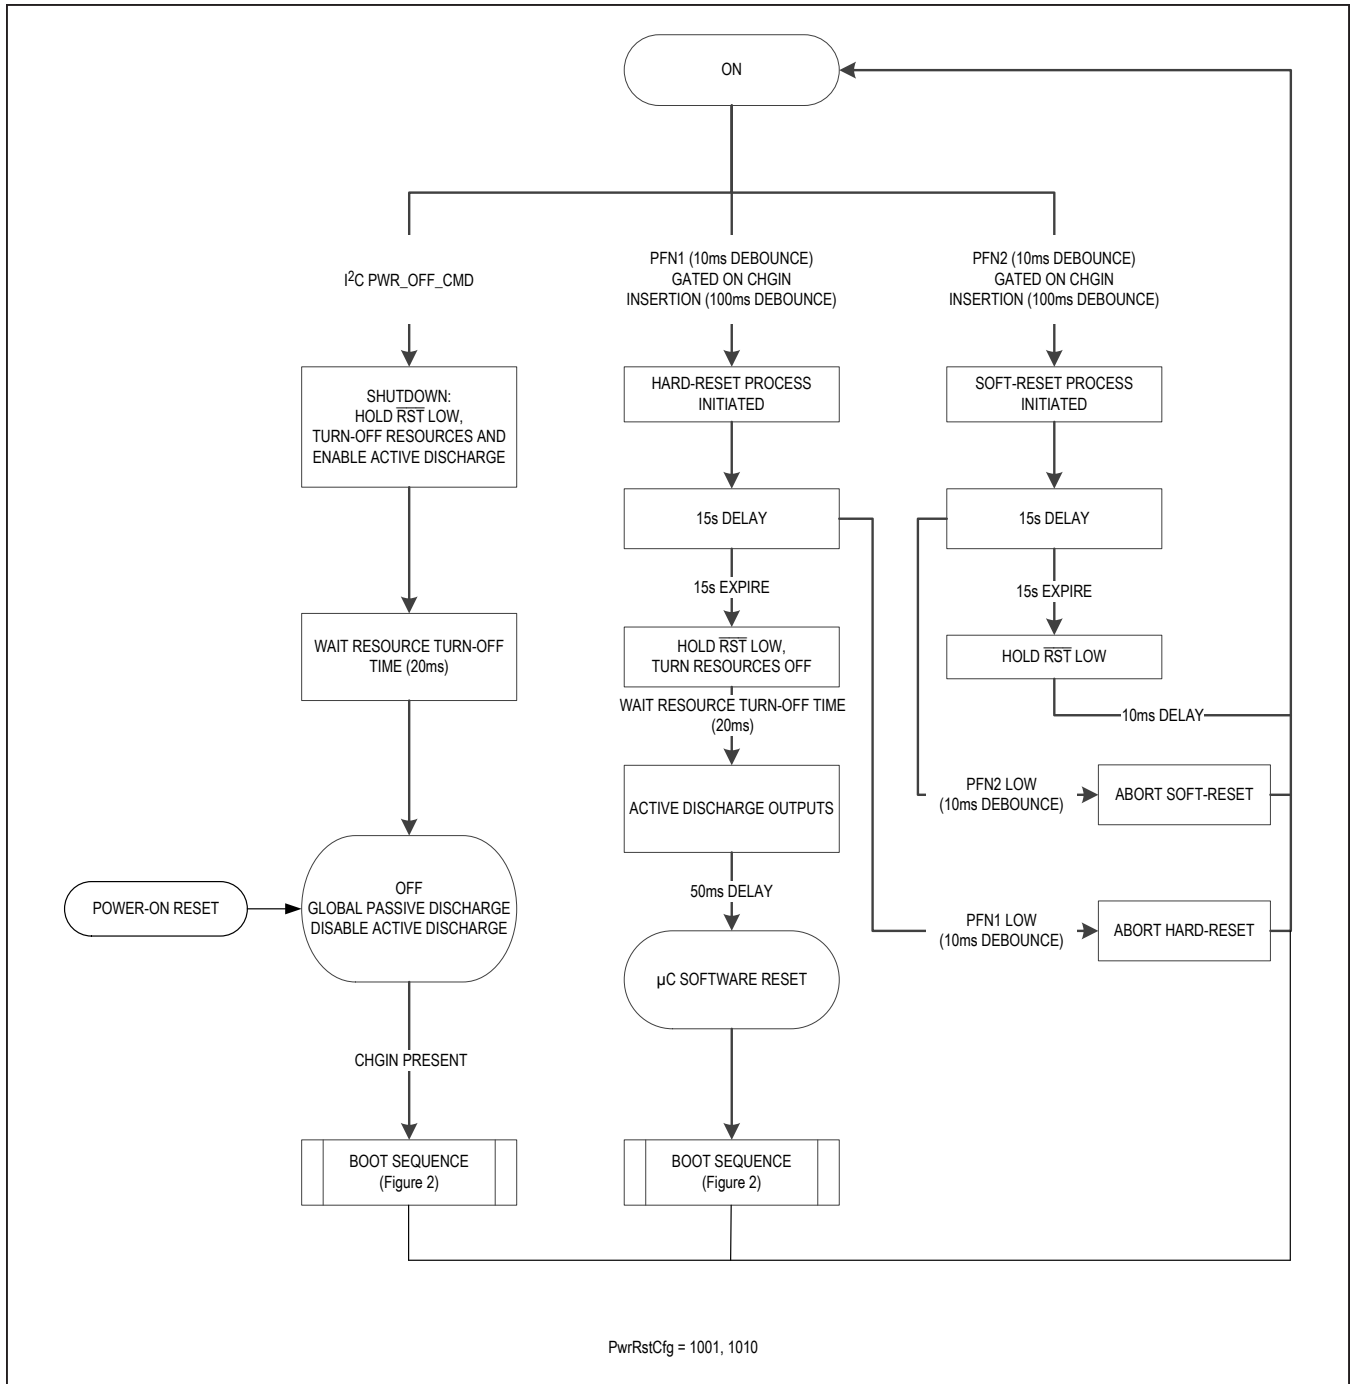 ON
I2C PWR_OFF_CMD
PFN1 (10ms DEBOUNCE)
GATED ON CHGIN
INSERTION (100ms DEBOUNCE)
PFN2 (10ms DEBOUNCE)
GATED ON CHGIN
INSERTION (100ms DEBOUNCE)
SHUTDOWN:
HOLD RST LOW,
TURN-OFF RESOURCES AND
ENABLE ACTIVE DISCHARGE
HARD-RESET PROCESS
INITIATED
SOFT-RESET PROCESS
INITIATED
15s DELAY
15s DELAY
15s EXPIRE
15s EXPIRE
WAIT RESOURCE TURN-OFF
TIME (20ms)
HOLD RST LOW,
TURN RESOURCES OFF
HOLD RST LOW
WAIT RESOURCE TURN-OFF TIME
(20ms)
10ms DELAY
ACTIVE DISCHARGE OUTPUTS
PFN2 LOW
(10ms DEBOUNCE)
ABORT SOFT-RESET
POWER-ON RESET
OFF
GLOBAL PASSIVE DISCHARGE
DISABLE ACTIVE DISCHARGE
50ms DELAY
PFN1 LOW
(10ms DEBOUNCE)
ABORT HARD-RESET
µC SOFTWARE RESET
CHGIN PRESENT
BOOT SEQUENCE
(Figure 2)
BOOT SEQUENCE
(Figure 2)
PwrRstCfg = 1001, 1010